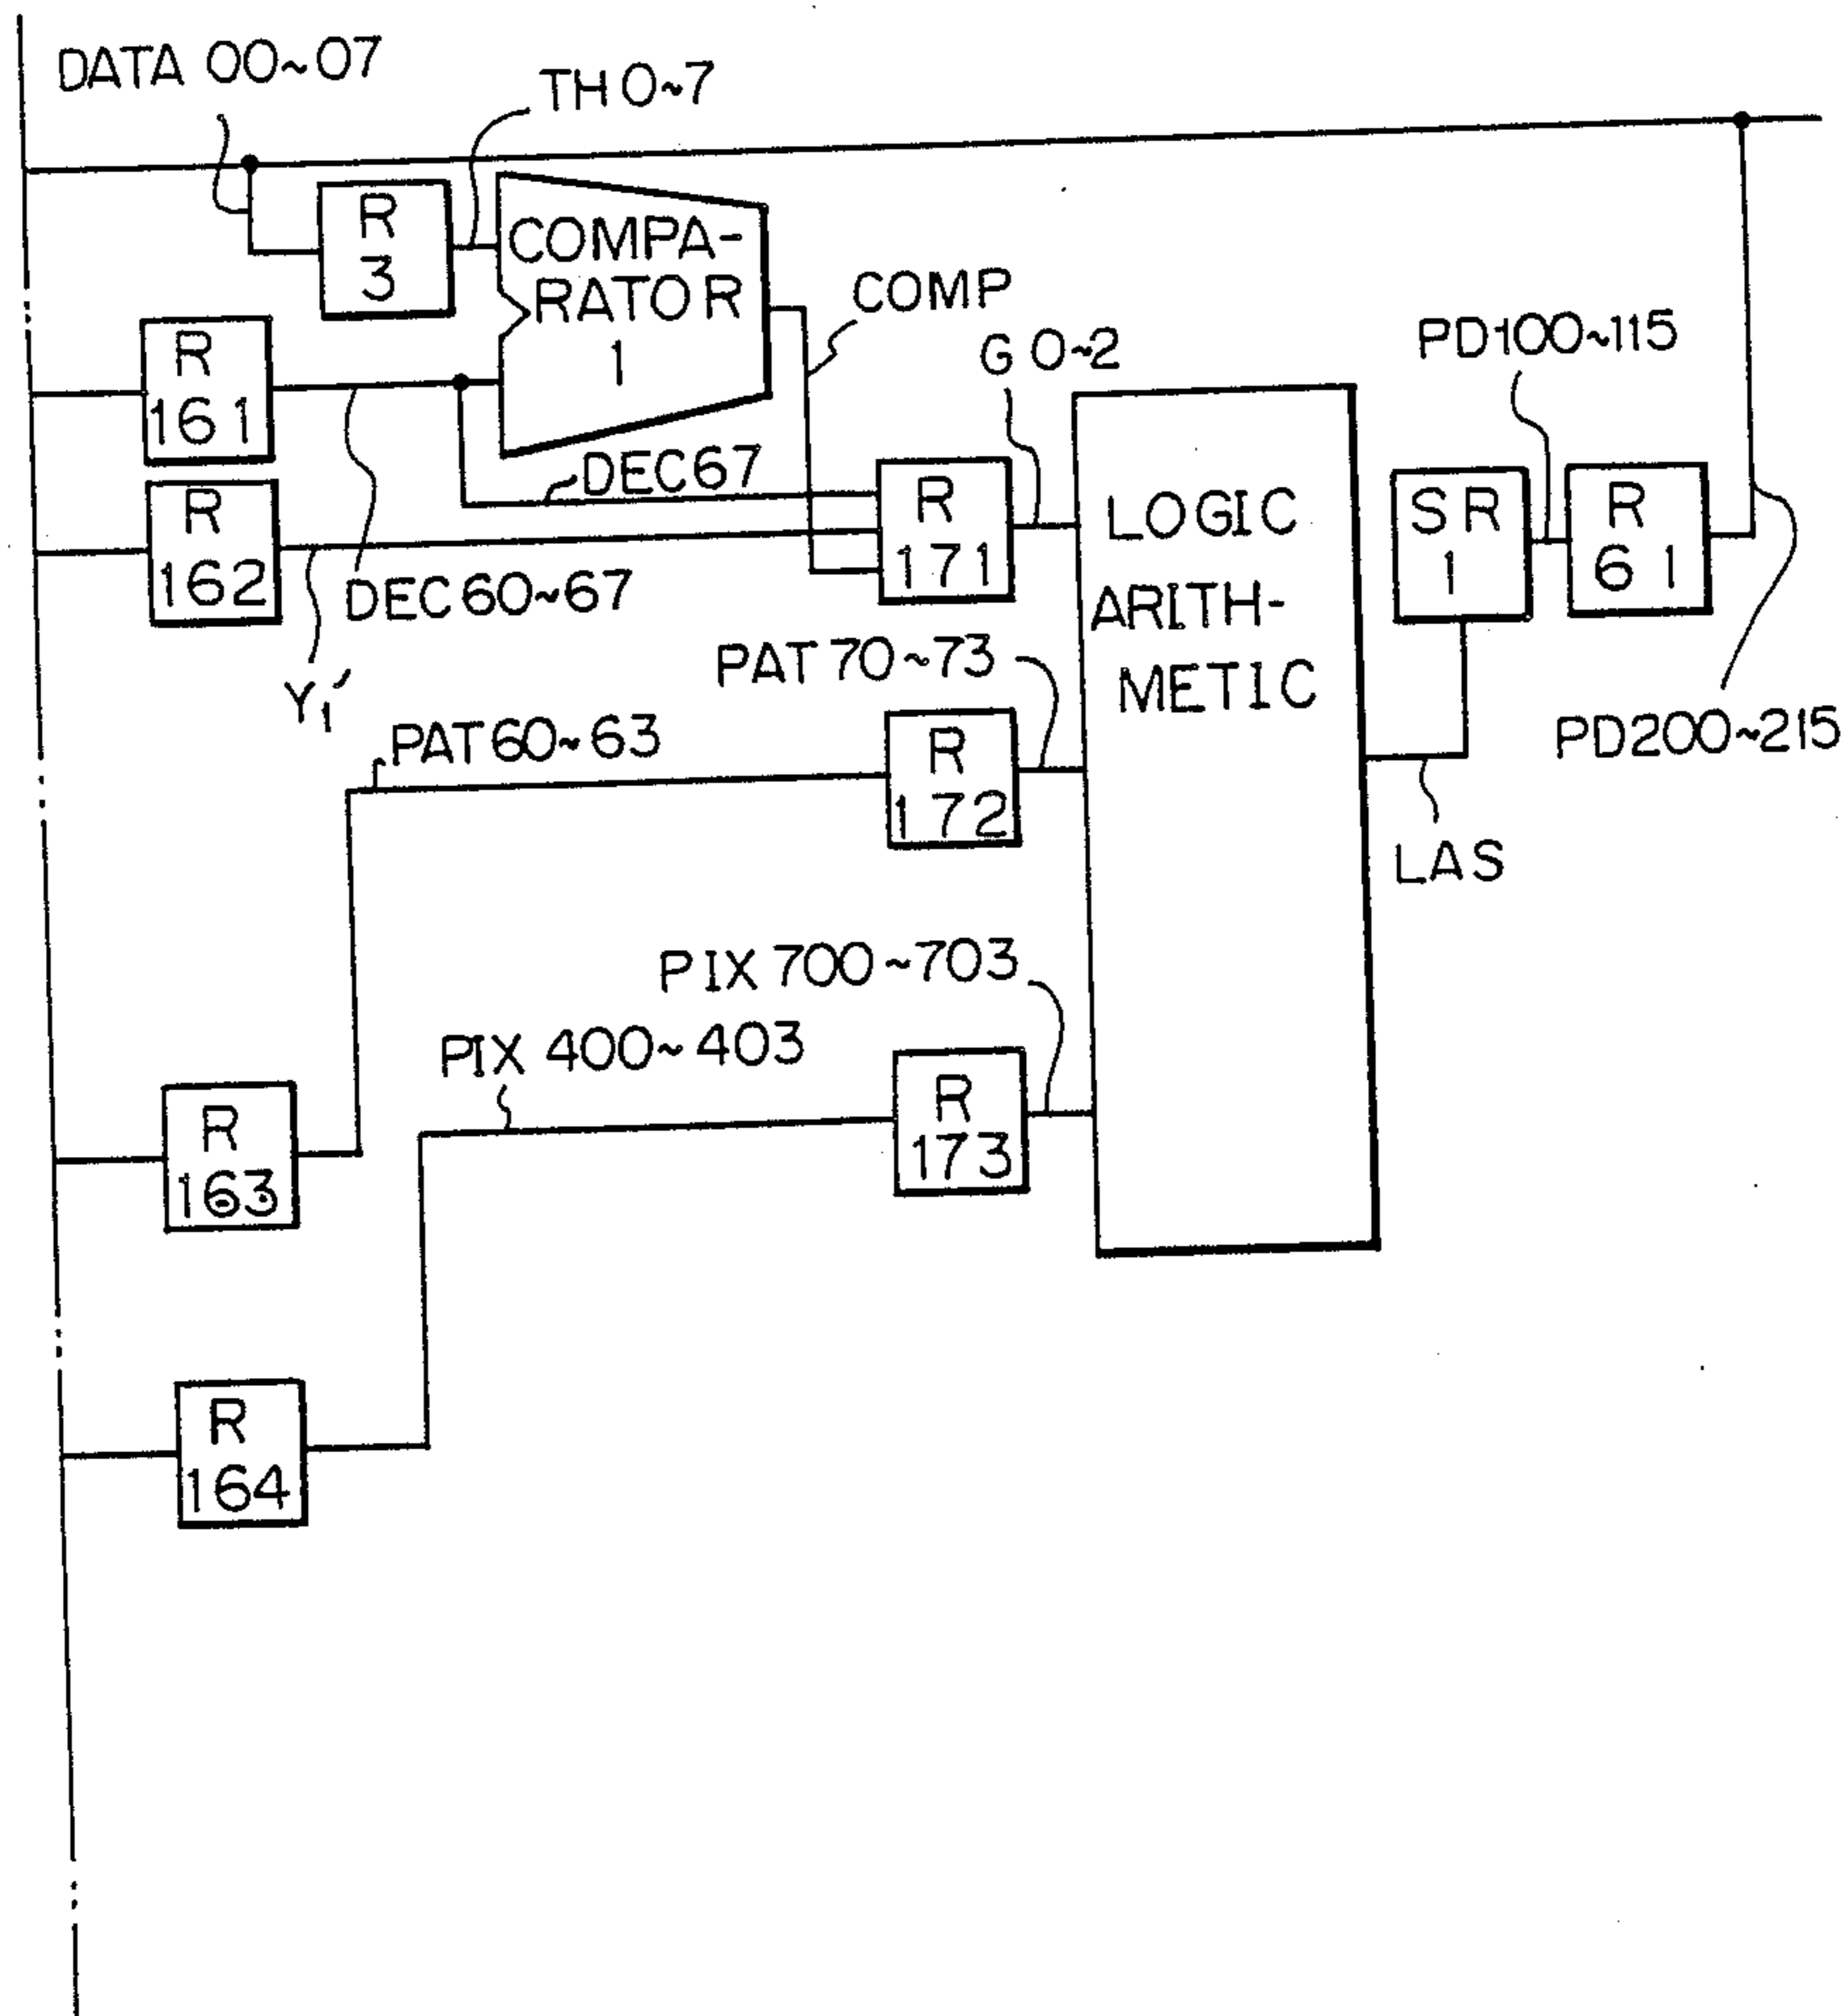 DATA 00~07
TH 0~7
R
3
COMPA-
RATOR
1
COMP
G 0~2
PD100~115
R
161
DEC67
R
162
R
171
LOGIC
ARITH-
METIC
SR
1
R
61
DEC 60~67
Y1'
PAT 70~73
PAT60~63
R
172
PD200~215
LAS
PIX 700~703
PIX 400~403
R
173
R
163
R
164